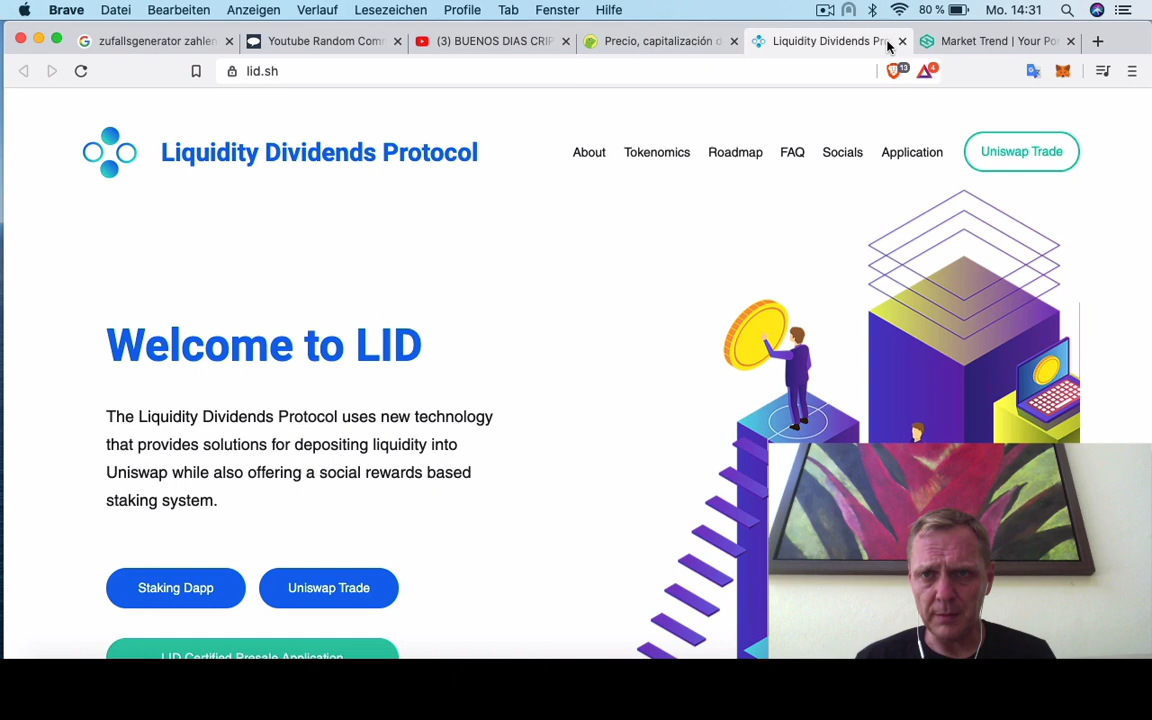 Brave Datei Bearbeiten Anzeigen Verlauf Lesezeichen Profile Tab Fenster Hilfe 80 % Mo. 14:31
zufallsgenerator zahlen Youtube Random Com (3) BUENOS DIAS CRIP Precio, capitalización d Liquidity Dividends Pro Market Trend | Your Po
lid.sh 13 4
Liquidity Dividends Protocol
About Tokenomics Roadmap FAQ Socials Application Uniswap Trade
Welcome to LID
The Liquidity Dividends Protocol uses new technology
that provides solutions for depositing liquidity into
Uniswap while also offering a social rewards based
staking system.
Staking Dapp Uniswap Trade
LID Certified Presale Application